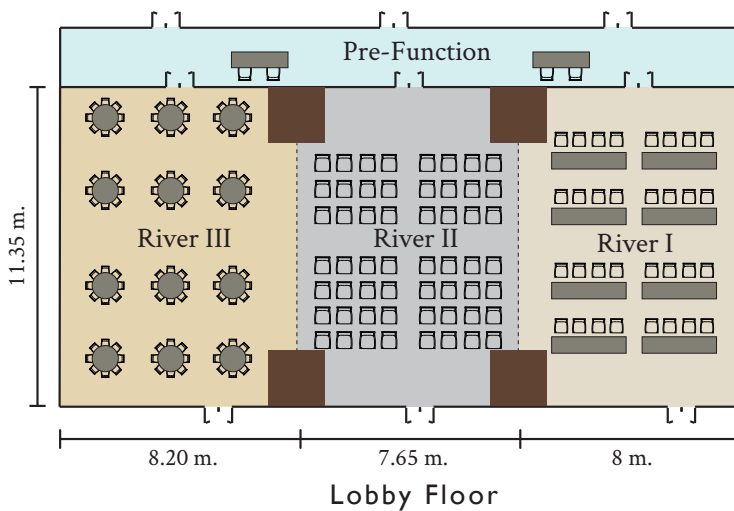 Pre-Function
River III
River II
River I
11.35 m.
8.20 m.
7.65 m.
8 m.
Lobby Floor